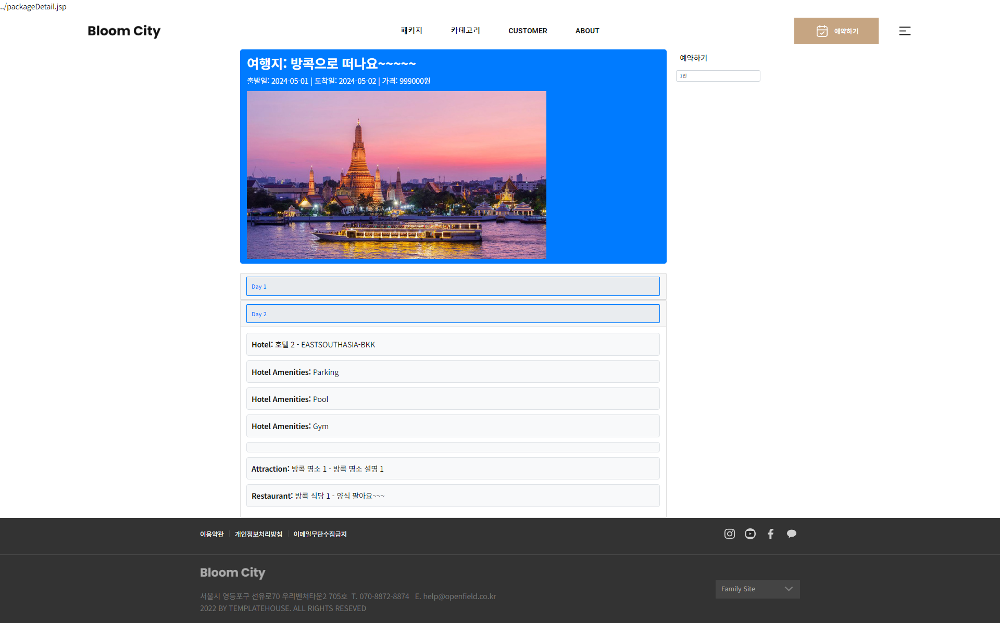 ../packageDetail.jsp
Bloom City
패키지
카테고리
CUSTOMER
ABOUT
예약하기
여행지: 방콕으로 떠나요~~~~~
출발일: 2024-05-01 | 도착일: 2024-05-02 | 가격: 999000원
예약하기
1인
Day 1
Day 2
Hotel: 호텔 2 - EASTSOUTHASIA-BKK
Hotel Amenities: Parking
Hotel Amenities: Pool
Hotel Amenities: Gym
Attraction: 방콕 명소 1 - 방콕 명소 설명 1
Restaurant: 방콕 식당 1 - 양식 팔아요~~~
이용약관
개인정보처리방침
이메일무단수집금지
Bloom City
서울시 영등포구 선유로70 우리벤처타운2 705호 T. 070-8872-8874 E. help@openfield.co.kr
2022 BY TEMPLATEHOUSE. ALL RIGHTS RESEVED
Family Site